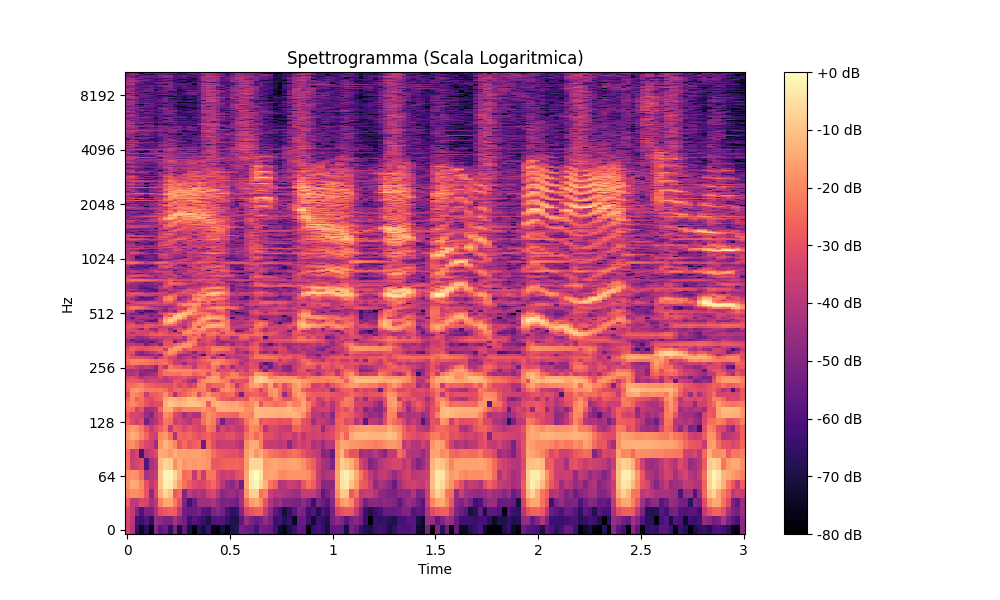 Spettrogramma (Scala Logaritmica)
Hz
8192
4096
2048
1024
512
256
128
64
0
0
0.5
1
1.5
2
2.5
3
Time
+0 dB
-10 dB
-20 dB
-30 dB
-40 dB
-50 dB
-60 dB
-70 dB
-80 dB